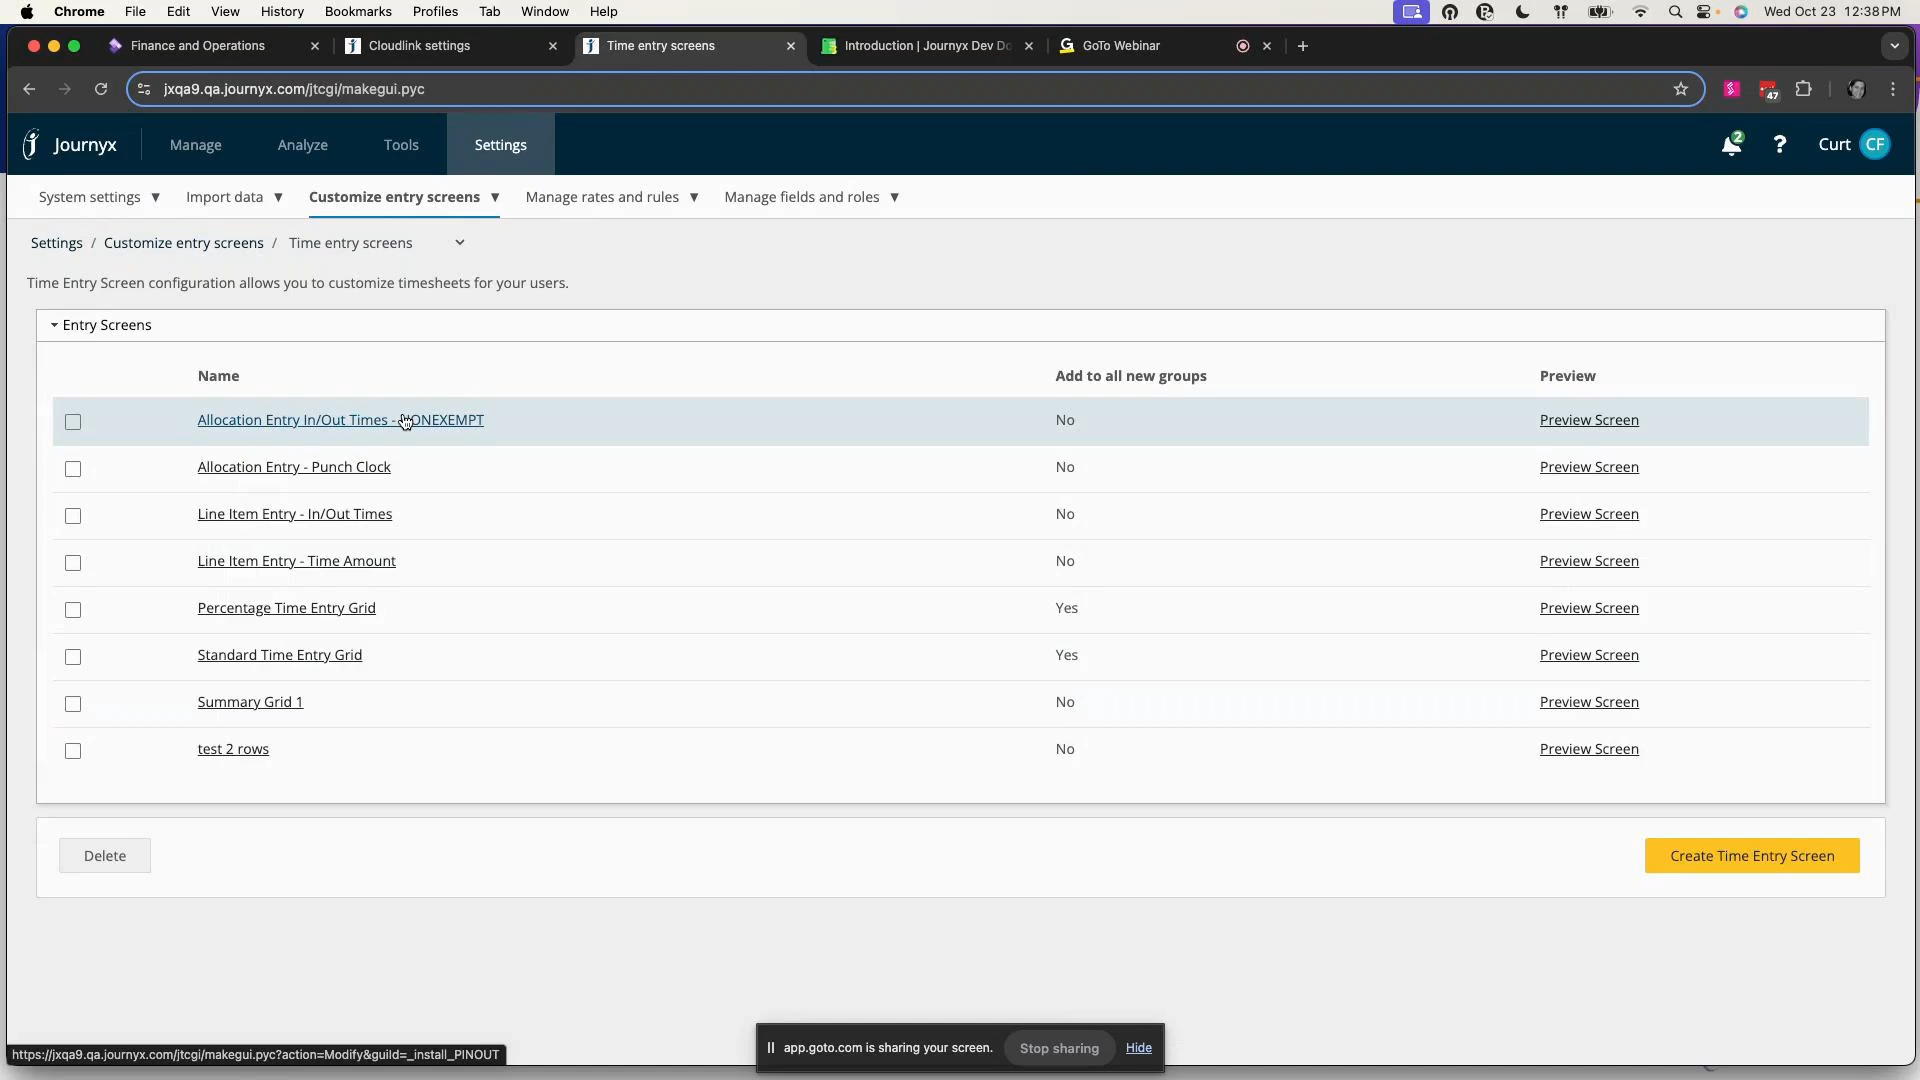 Chrome File Edit View History Bookmarks Profiles Tab Window Help Wed Oct 23 12:38 PM
Finance and Operations Cloudlink settings Time entry screens Introduction | Journyx Dev Do GoTo Webinar
jxqa9.qa.journyx.com/jtcgi/makegui.pyc 47
Journyx Manage Analyze Tools Settings 2 ? Curt CF
System settings Import data Customize entry screens Manage rates and rules Manage fields and roles
Settings / Customize entry screens / Time entry screens
Time Entry Screen configuration allows you to customize timesheets for your users.
Entry Screens
Name Add to all new groups Preview
Allocation Entry In/Out Times - ONEXEMPT No Preview Screen
Allocation Entry - Punch Clock No Preview Screen
Line Item Entry - In/Out Times No Preview Screen
Line Item Entry - Time Amount No Preview Screen
Percentage Time Entry Grid Yes Preview Screen
Standard Time Entry Grid Yes Preview Screen
Summary Grid 1 No Preview Screen
test 2 rows No Preview Screen
Delete Create Time Entry Screen
app.goto.com is sharing your screen. Stop sharing Hide
https://jxqa9.qa.journyx.com/jtcgi/makegui.pyc?action=Modify&guiId=_install_PINOUT